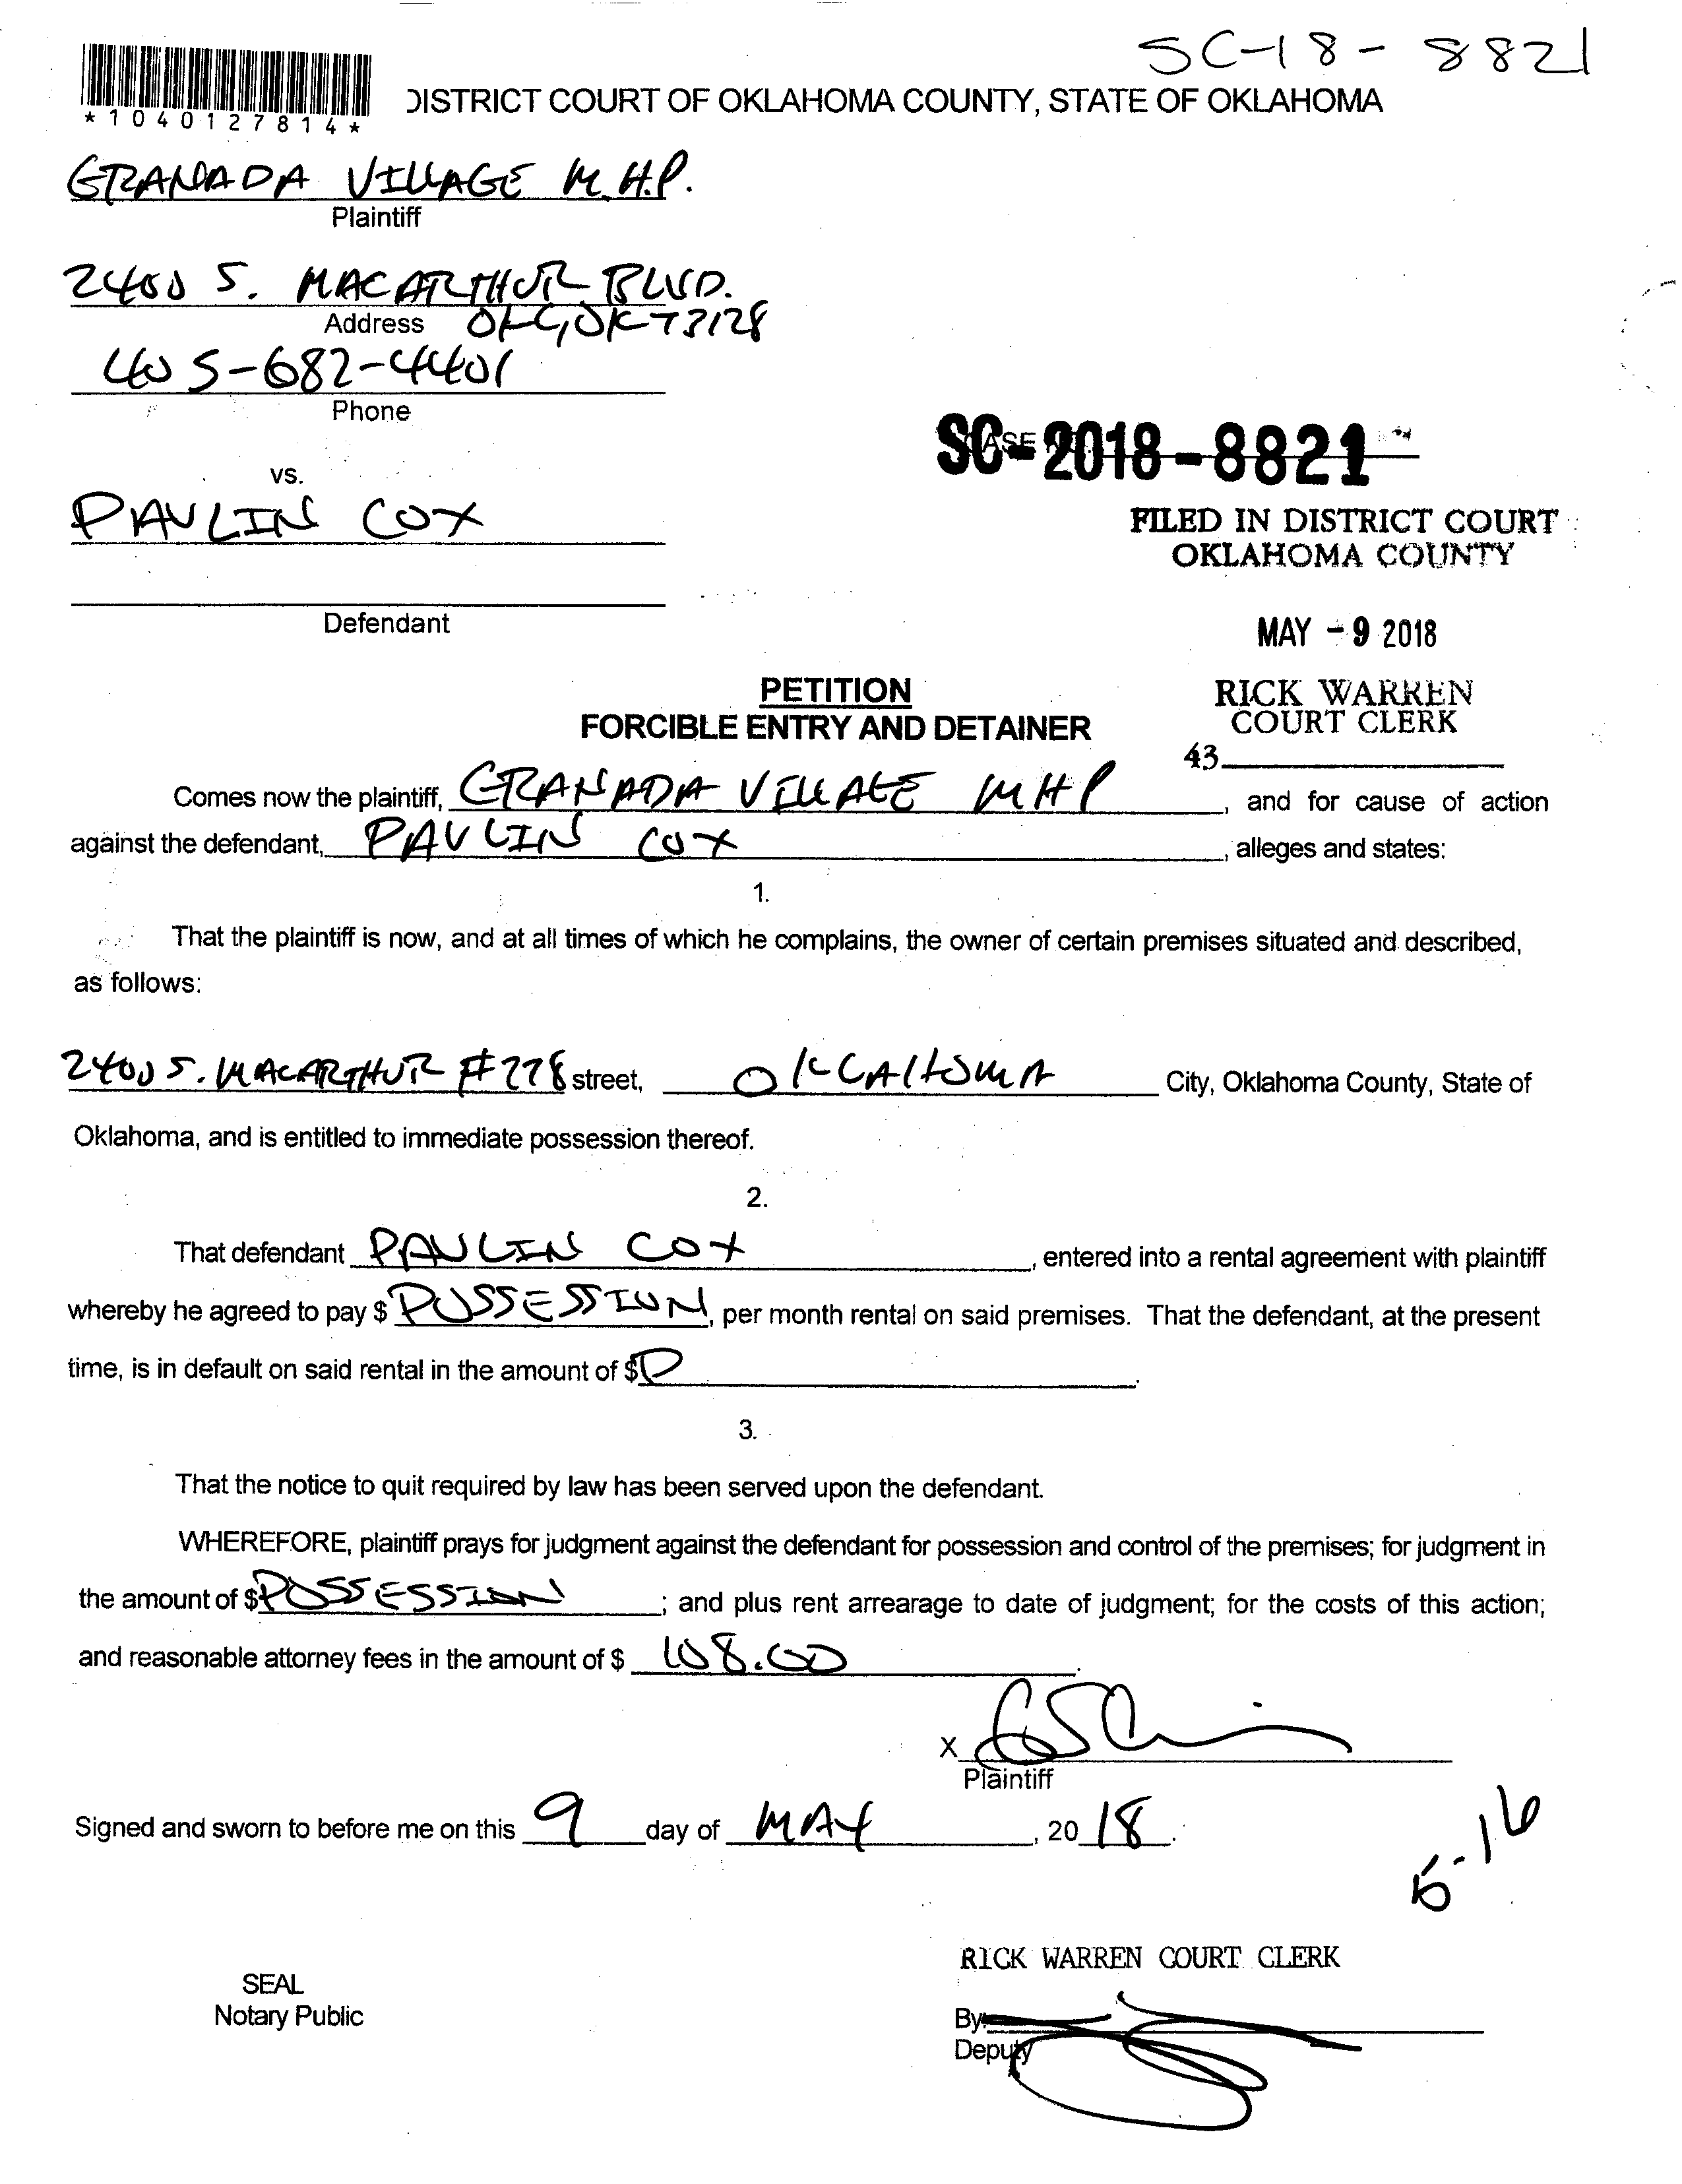 SC-18-8821
*1040127814*
DISTRICT COURT OF OKLAHOMA COUNTY, STATE OF OKLAHOMA
GRANADA VILLAGE M.H.P.
Plaintiff
2400 S. MACARTHUR BLVD.
Address OKC, OK 73128
405-682-4401
Phone
SC-2018-8821
vs.
PAULIN COX
FILED IN DISTRICT COURT
OKLAHOMA COUNTY
Defendant
MAY -9 2018
PETITION
FORCIBLE ENTRY AND DETAINER
RICK WARREN
COURT CLERK
43
Comes now the plaintiff, GRANADA VILLAGE MHP, and for cause of action
against the defendant, PAULIN COX, alleges and states:
1.
That the plaintiff is now, and at all times of which he complains, the owner of certain premises situated and described,
as follows:
2400 S. MACARTHUR #278 street, OKLAHOMA City, Oklahoma County, State of
Oklahoma, and is entitled to immediate possession thereof.
2.
That defendant PAULIN COX, entered into a rental agreement with plaintiff
whereby he agreed to pay $ POSSESSION, per month rental on said premises. That the defendant, at the present
time, is in default on said rental in the amount of $
3.
That the notice to quit required by law has been served upon the defendant.
WHEREFORE, plaintiff prays for judgment against the defendant for possession and control of the premises; for judgment in
the amount of $ POSSESSION; and plus rent arrearage to date of judgment; for the costs of this action;
and reasonable attorney fees in the amount of $ 108.00.
X
Plaintiff
Signed and sworn to before me on this 9 day of MAY, 2018.
5-16
RICK WARREN COURT CLERK
SEAL
Notary Public
By:
Deputy